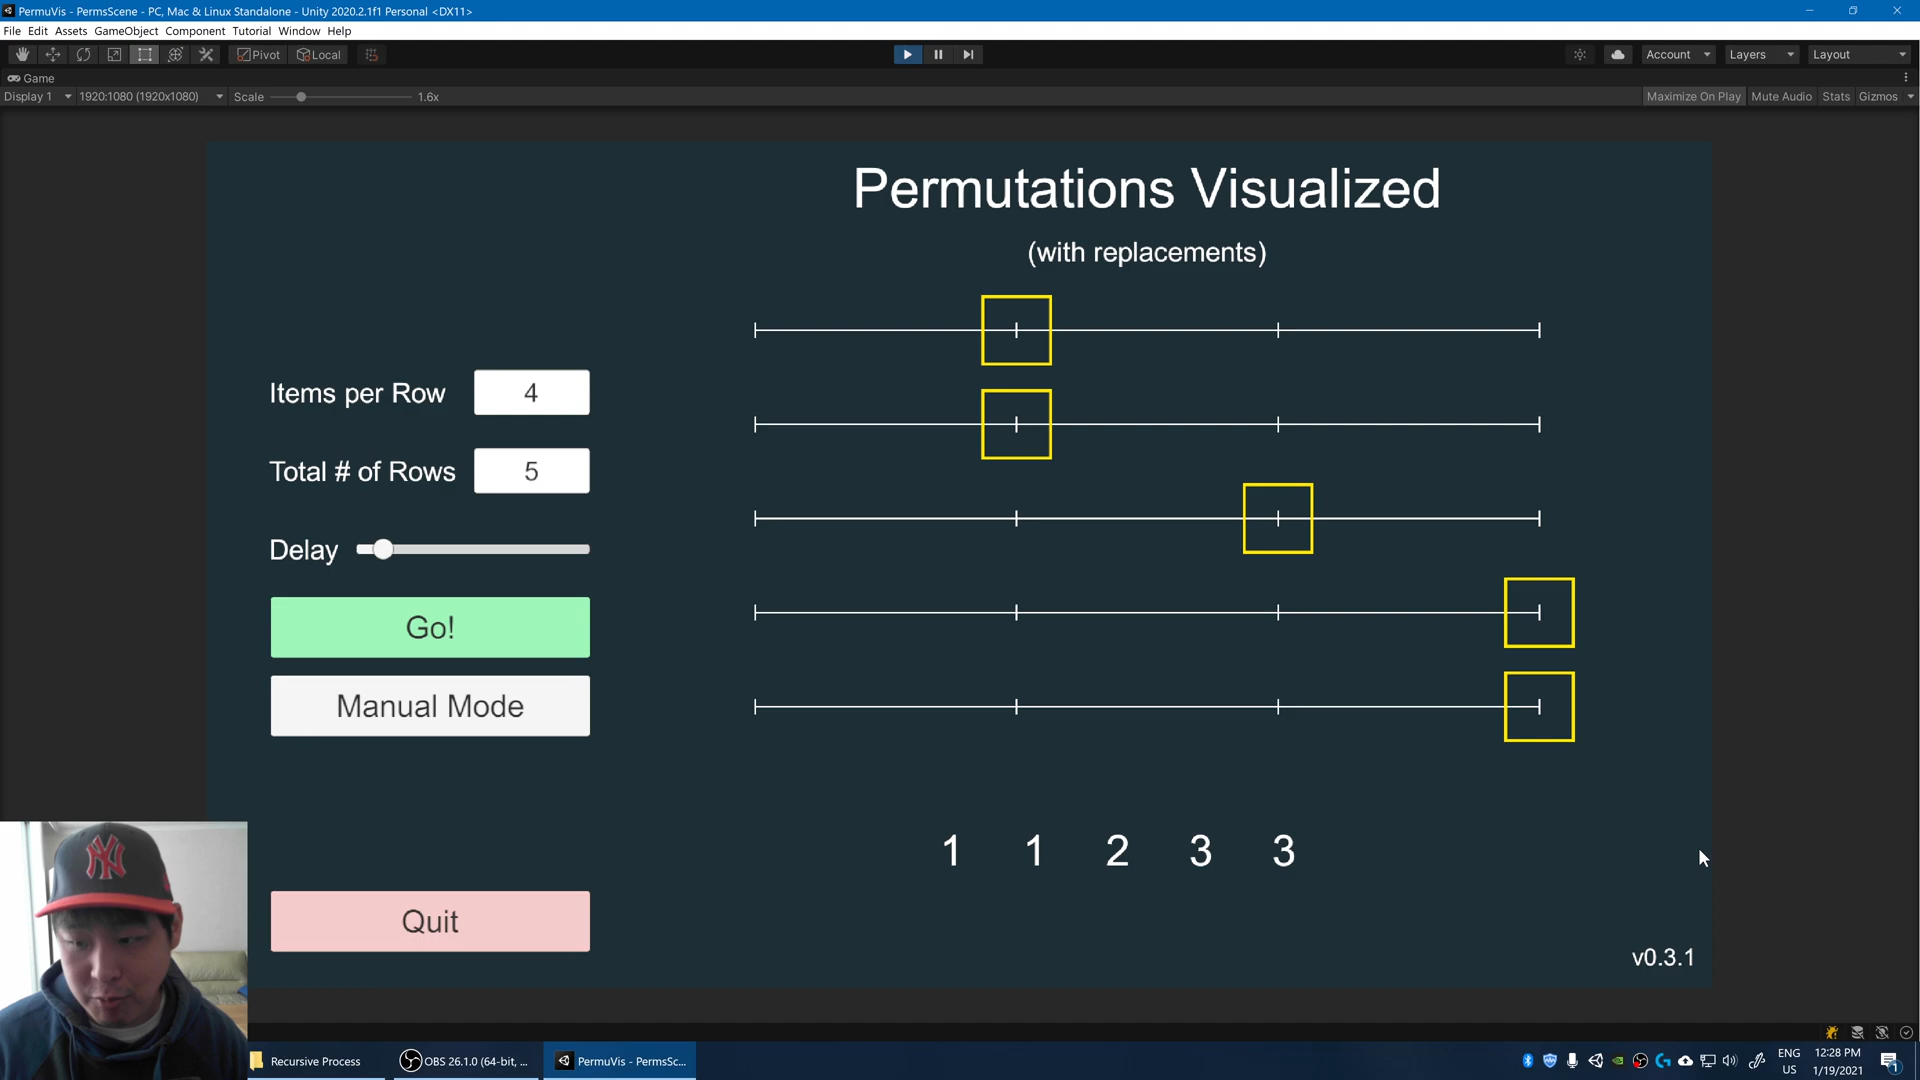 PermuVis - PermsScene - PC, Mac & Linux Standalone - Unity 2020.2.1f1 Personal <DX11>
File Edit Assets GameObject Component Tutorial Window Help
Pivot Local Account Layers Layout
Game
Display 1 1920:1080 (1920x1080) Scale 1.6x Maximize On Play Mute Audio Stats Gizmos
Permutations Visualized
(with replacements)
Items per Row 4
Total # of Rows 5
Delay
Go!
Manual Mode
1 1 2 3 3
Quit
v0.3.1
Recursive Process OBS 26.1.0 (64-bit, ... PermuVis - PermsSc...
ENG
US
12:28 PM
1/19/2021
1